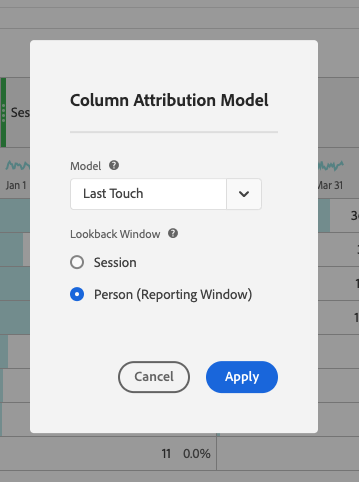 Column Attribution Model
Ses
Model ?
Jan 1
Mar 31
Last Touch
Lookback Window ?
Session
Person (Reporting Window)
Cancel
Apply
11 0.0%